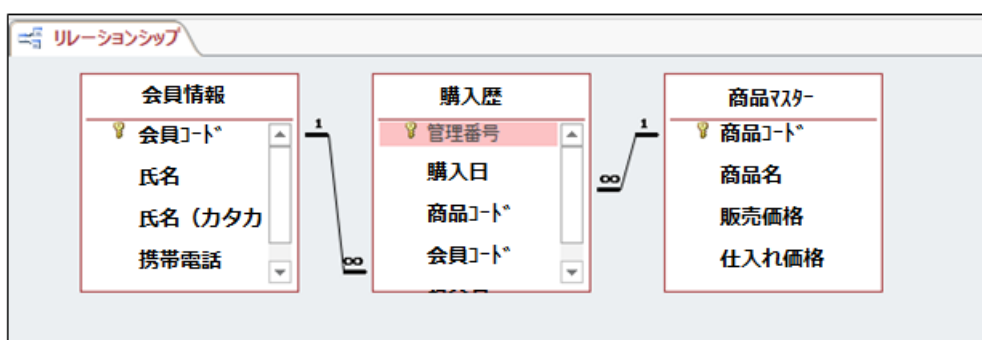 リレーションシップ
会員情報
会員ｺｰﾄﾞ
氏名
氏名（カタカ
携帯電話
1
∞
購入歴
管理番号
購入日
商品ｺｰﾄﾞ
会員ｺｰﾄﾞ
1
∞
商品ﾏｽﾀｰ
商品ｺｰﾄﾞ
商品名
販売価格
仕入れ価格